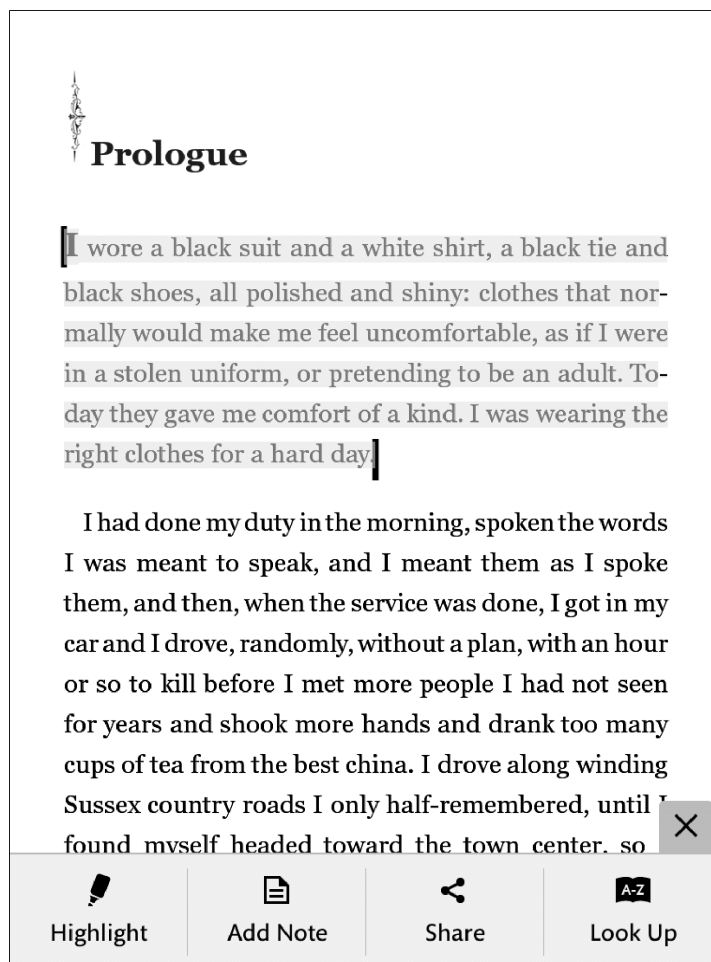 Prologue
I wore a black suit and a white shirt, a black tie and
black shoes, all polished and shiny: clothes that nor-
mally would make me feel uncomfortable, as if I were
in a stolen uniform, or pretending to be an adult. To-
day they gave me comfort of a kind. I was wearing the
right clothes for a hard day.
I had done my duty in the morning, spoken the words
I was meant to speak, and I meant them as I spoke
them, and then, when the service was done, I got in my
car and I drove, randomly, without a plan, with an hour
or so to kill before I met more people I had not seen
for years and shook more hands and drank too many
cups of tea from the best china. I drove along winding
Sussex country roads I only half-remembered, until I
found myself headed toward the town center, so
Highlight
Add Note
Share
A-Z
Look Up